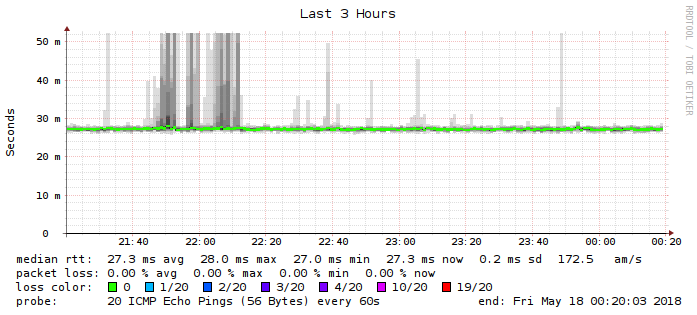 Last 3 Hours
RRDTOOL / TOBI OETIKER
Seconds
50 m
40 m
30 m
20 m
10 m
0
21:40 22:00 22:20 22:40 23:00 23:20 23:40 00:00 00:20
median rtt: 27.3 ms avg 28.0 ms max 27.0 ms min 27.3 ms now 0.2 ms sd 172.5 am/s
packet loss: 0.00 % avg 0.00 % max 0.00 % min 0.00 % now
loss color: 0 1/20 2/20 3/20 4/20 10/20 19/20
probe: 20 ICMP Echo Pings (56 Bytes) every 60s end: Fri May 18 00:20:03 2018